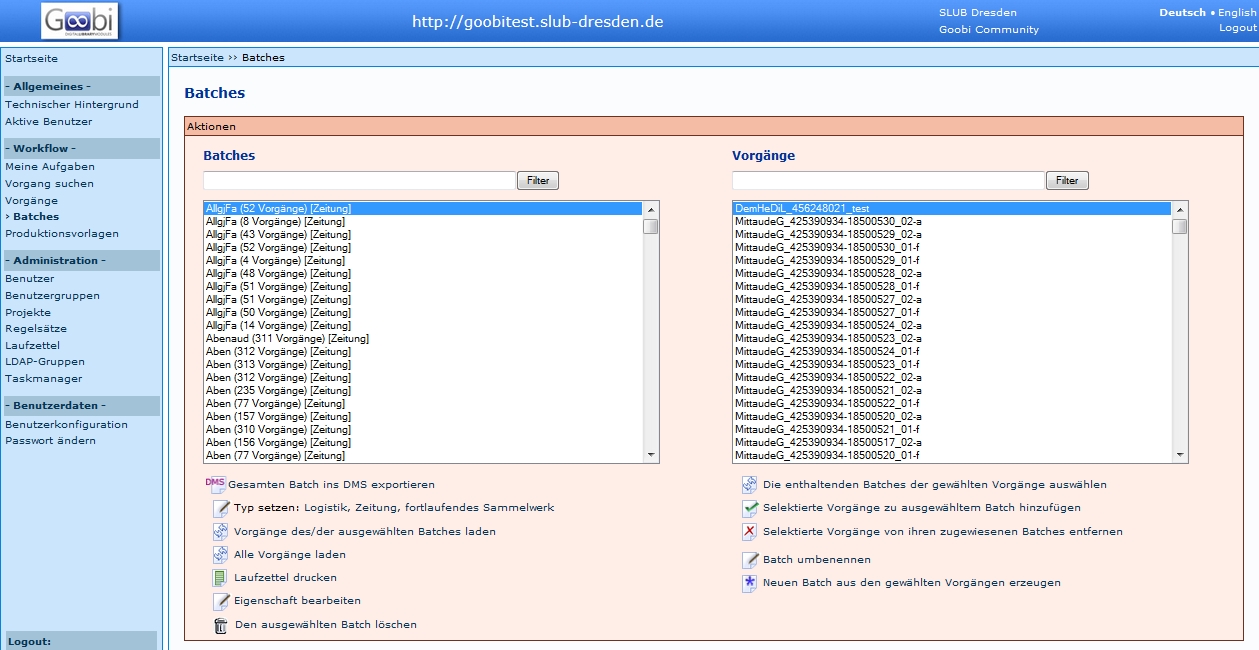 Goobi
DIGITAL LIBRARY MODULES
http://goobitest.slub-dresden.de
SLUB Dresden
Goobi Community
Deutsch • English
Logout
Startseite
- Allgemeines -
Technischer Hintergrund
Aktive Benutzer
- Workflow -
Meine Aufgaben
Vorgang suchen
Vorgänge
› Batches
Produktionsvorlagen
- Administration -
Benutzer
Benutzergruppen
Projekte
Regelsätze
Laufzettel
LDAP-Gruppen
Taskmanager
- Benutzerdaten -
Benutzerkonfiguration
Passwort ändern
Logout:
Startseite ›› Batches
Batches
Aktionen
Batches
Filter
AllgjFa (52 Vorgänge) [Zeitung]
AllgjFa (8 Vorgänge) [Zeitung]
AllgjFa (43 Vorgänge) [Zeitung]
AllgjFa (52 Vorgänge) [Zeitung]
AllgjFa (4 Vorgänge) [Zeitung]
AllgjFa (48 Vorgänge) [Zeitung]
AllgjFa (51 Vorgänge) [Zeitung]
AllgjFa (51 Vorgänge) [Zeitung]
AllgjFa (50 Vorgänge) [Zeitung]
AllgjFa (14 Vorgänge) [Zeitung]
Abenaud (311 Vorgänge) [Zeitung]
Aben (312 Vorgänge) [Zeitung]
Aben (313 Vorgänge) [Zeitung]
Aben (312 Vorgänge) [Zeitung]
Aben (235 Vorgänge) [Zeitung]
Aben (77 Vorgänge) [Zeitung]
Aben (157 Vorgänge) [Zeitung]
Aben (310 Vorgänge) [Zeitung]
Aben (156 Vorgänge) [Zeitung]
Aben (77 Vorgänge) [Zeitung]
DMS Gesamten Batch ins DMS exportieren
Typ setzen: Logistik, Zeitung, fortlaufendes Sammelwerk
Vorgänge des/der ausgewählten Batches laden
Alle Vorgänge laden
Laufzettel drucken
Eigenschaft bearbeiten
Den ausgewählten Batch löschen
Vorgänge
Filter
DemHeDiL_456248021_test
MittaudeG_425390934-18500530_02-a
MittaudeG_425390934-18500529_02-a
MittaudeG_425390934-18500530_01-f
MittaudeG_425390934-18500529_01-f
MittaudeG_425390934-18500528_02-a
MittaudeG_425390934-18500528_01-f
MittaudeG_425390934-18500527_02-a
MittaudeG_425390934-18500527_01-f
MittaudeG_425390934-18500524_02-a
MittaudeG_425390934-18500523_02-a
MittaudeG_425390934-18500524_01-f
MittaudeG_425390934-18500523_01-f
MittaudeG_425390934-18500522_02-a
MittaudeG_425390934-18500521_02-a
MittaudeG_425390934-18500522_01-f
MittaudeG_425390934-18500520_02-a
MittaudeG_425390934-18500521_01-f
MittaudeG_425390934-18500517_02-a
MittaudeG_425390934-18500520_01-f
Die enthaltenden Batches der gewählten Vorgänge auswählen
Selektierte Vorgänge zu ausgewähltem Batch hinzufügen
Selektierte Vorgänge von ihren zugewiesenen Batches entfernen
Batch umbenennen
Neuen Batch aus den gewählten Vorgängen erzeugen